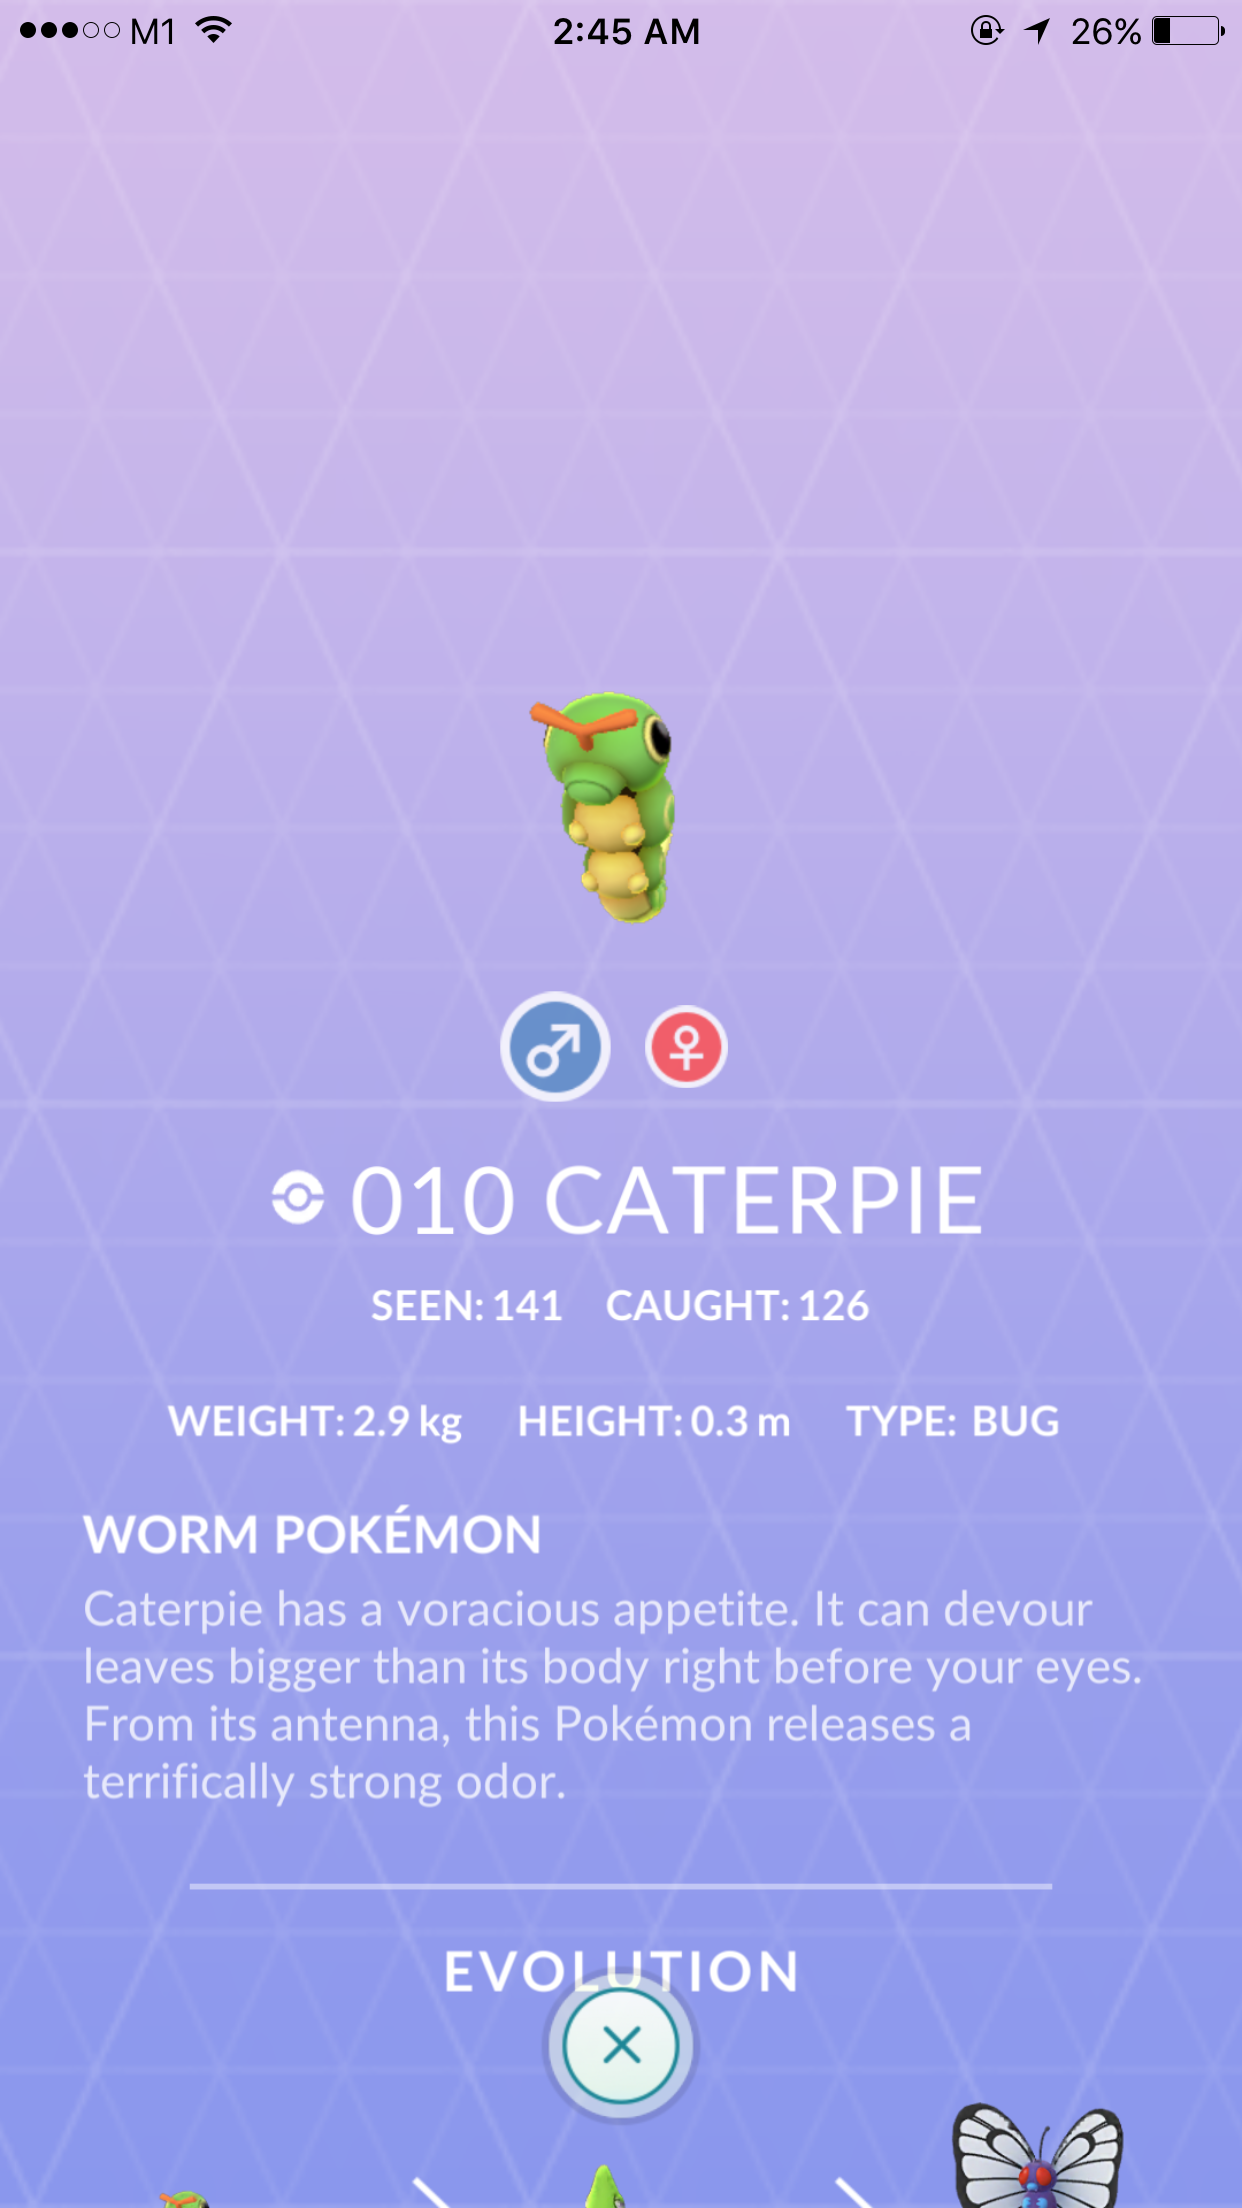 M1 2:45 AM 26%
010 CATERPIE
SEEN: 141 CAUGHT: 126
WEIGHT: 2.9 kg HEIGHT: 0.3 m TYPE: BUG
WORM POKÉMON
Caterpie has a voracious appetite. It can devour
leaves bigger than its body right before your eyes.
From its antenna, this Pokémon releases a
terrifically strong odor.
EVOLUTION